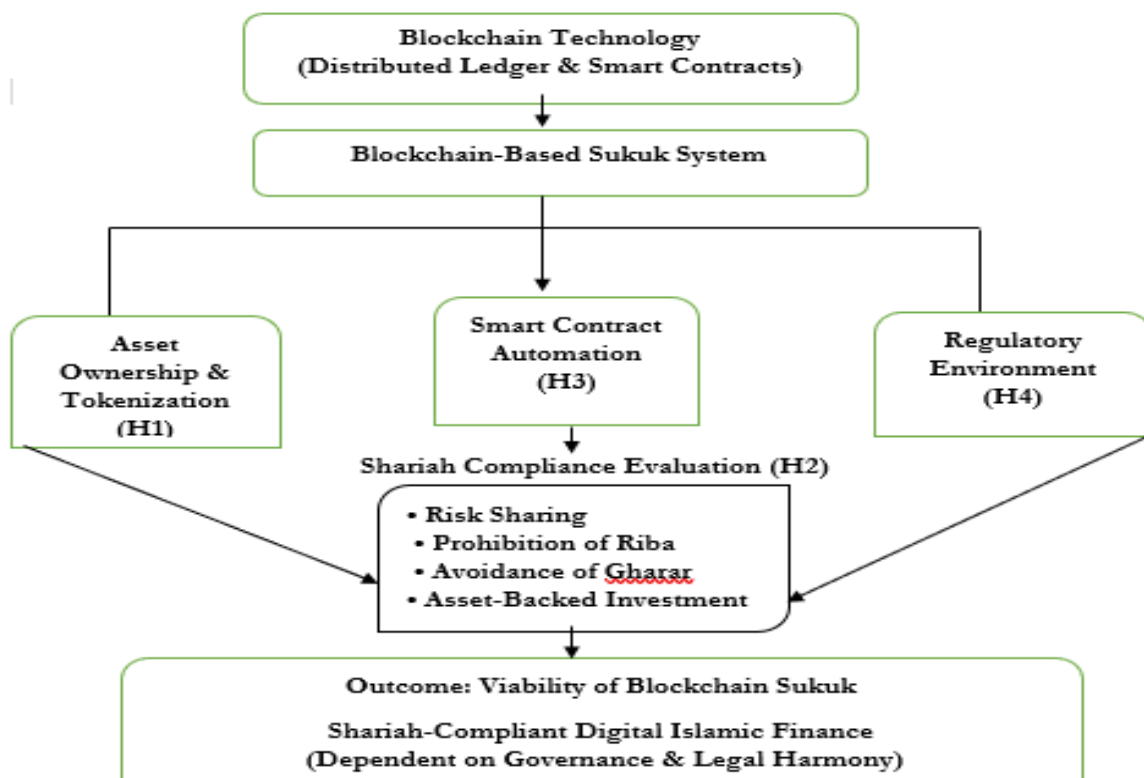 Blockchain Technology
(Distributed Ledger & Smart Contracts)
Blockchain-Based Sukuk System
Asset
Ownership &
Tokenization
(H1)
Smart Contract
Automation
(H3)
Regulatory
Environment
(H4)
Shariah Compliance Evaluation (H2)
• Risk Sharing
• Prohibition of Riba
• Avoidance of Gharar
• Asset-Backed Investment
Outcome: Viability of Blockchain Sukuk
Shariah-Compliant Digital Islamic Finance
(Dependent on Governance & Legal Harmony)